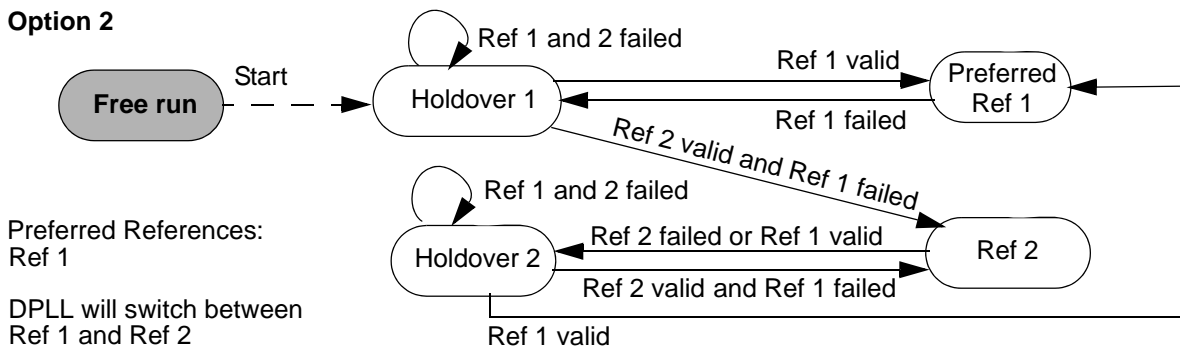 Option 2
Ref 1 and 2 failed
Start
Free run
Holdover 1
Ref 1 valid
Preferred
Ref 1
Ref 1 failed
Ref 2 valid and Ref 1 failed
Ref 1 and 2 failed
Preferred References:
Ref 1
Holdover 2
Ref 2 failed or Ref 1 valid
Ref 2
Ref 2 valid and Ref 1 failed
DPLL will switch between
Ref 1 and Ref 2
Ref 1 valid